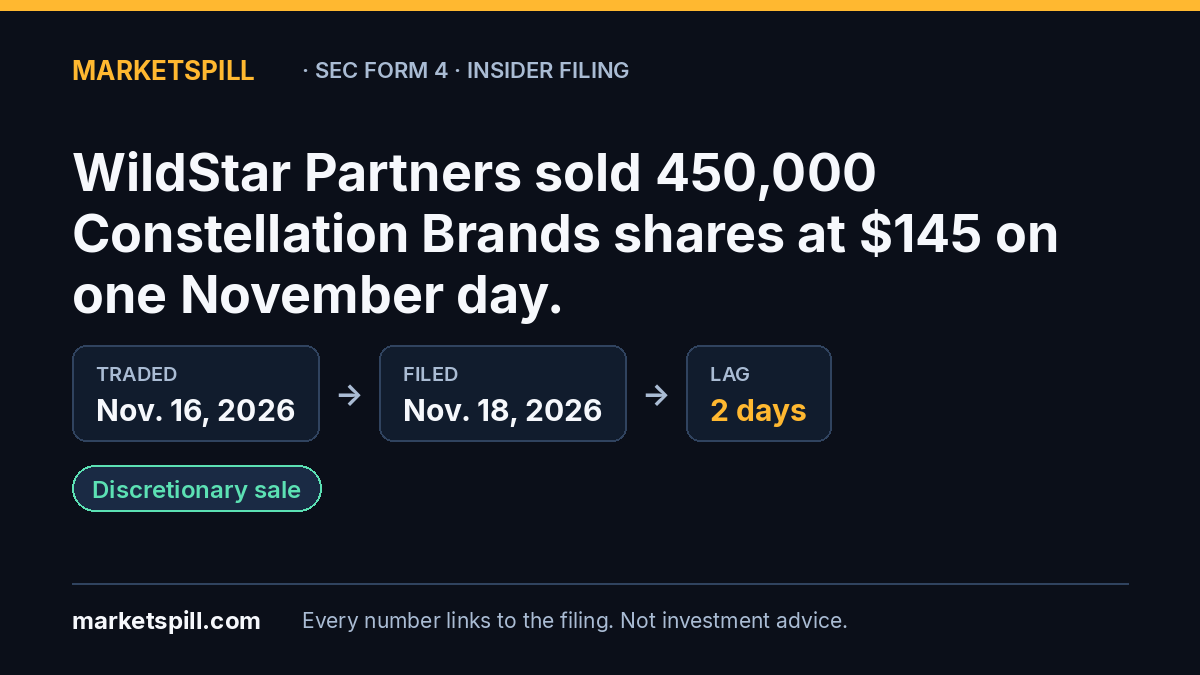 MARKETSPILL · SEC FORM 4 · INSIDER FILING
WildStar Partners sold 450,000
Constellation Brands shares at $145 on
one November day.
TRADED → FILED → LAG
Nov. 16, 2026 Nov. 18, 2026 2 days
Discretionary sale
marketspill.com Every number links to the filing. Not investment advice.